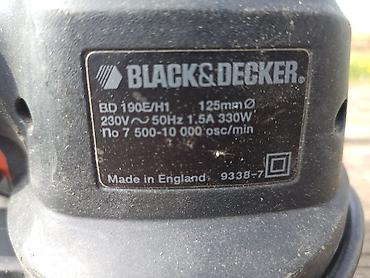 BLACK&DECKER®
BD 190E/H1 125mm Ø
230V ~ 50Hz 1.5A 330W
no 7 500-10 000 osc/min
Made in England 9338-7